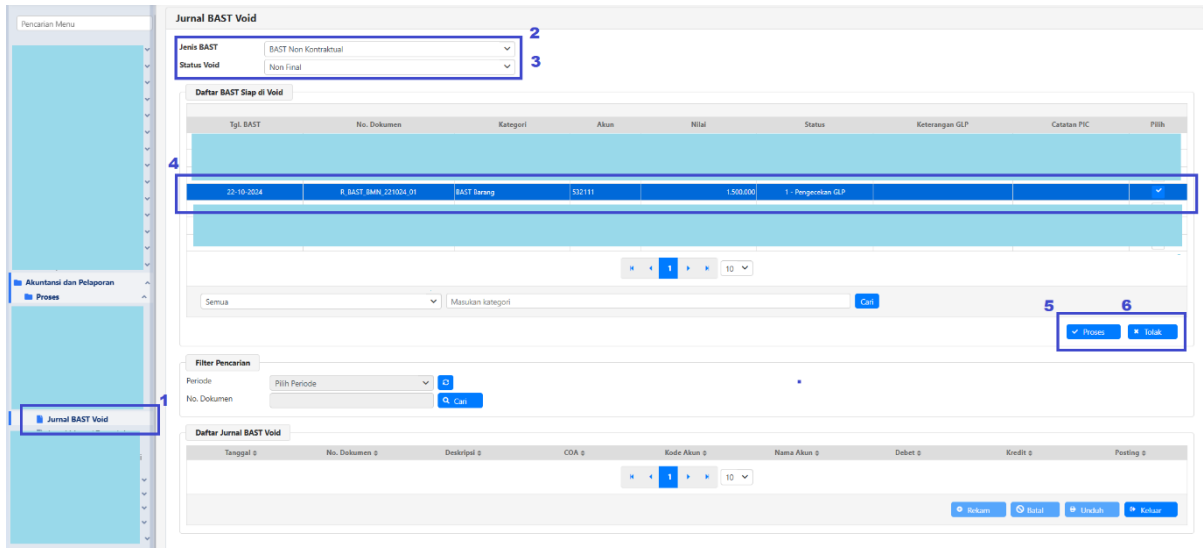 Pencarian Menu
Akuntansi dan Pelaporan
Proses
1
Jurnal BAST Void
Jurnal BAST Void
2
Jenis BAST BAST Non Kontraktual
3
Status Void Non Final
Daftar BAST Siap di Void
Tgl. BAST No. Dokumen Kategori Akun Nilai Status Keterangan GLP Catatan PIC Pilih
4
22-10-2024 R_BAST_BMN_221024_01 BAST Barang 532111 1.500.000 1 - Pengecekan GLP
1 10
Semua Masukan kategori Cari
5 6
Proses Tolak
Filter Pencarian
Periode Pilih Periode
No. Dokumen Cari
Daftar Jurnal BAST Void
Tanggal No. Dokumen Deskripsi COA Kode Akun Nama Akun Debet Kredit Posting
1 10
Rekam Batal Unduh Keluar